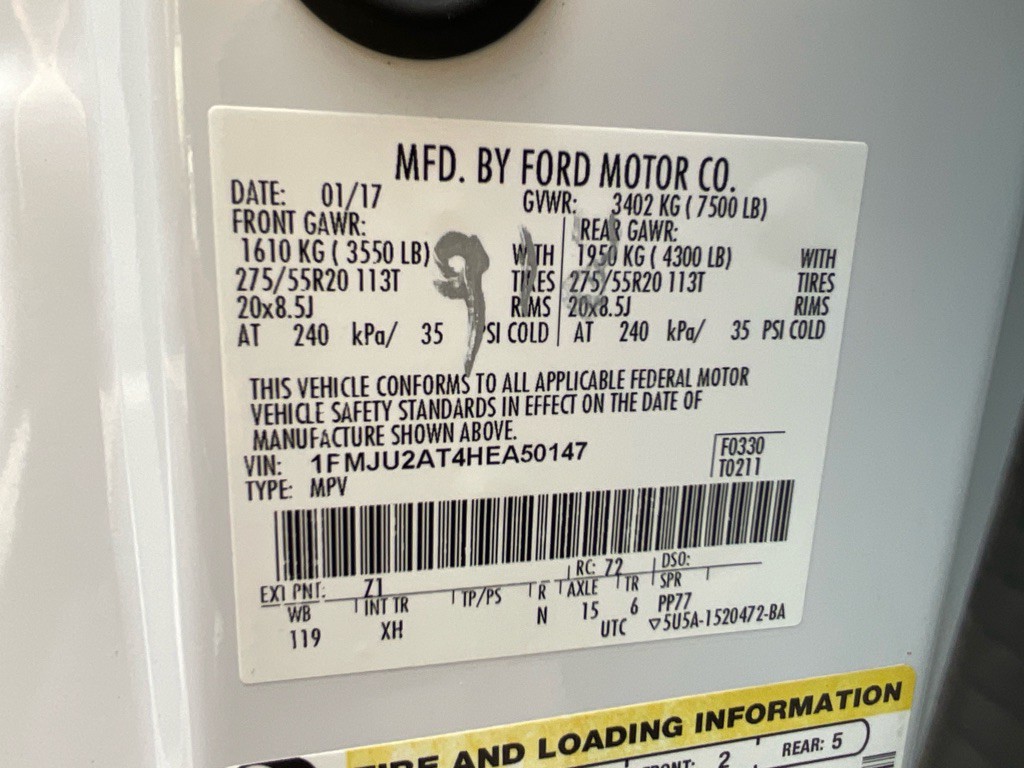 MFD. BY FORD MOTOR CO.
DATE: 01/17 GVWR: 3402 KG ( 7500 LB)
FRONT GAWR: REAR GAWR:
1610 KG ( 3550 LB) WITH 1950 KG ( 4300 LB) WITH
275/55R20 113T TIRES 275/55R20 113T TIRES
20x8.5J RIMS 20x8.5J RIMS
AT 240 kPa/ 35 PSI COLD AT 240 kPa/ 35 PSI COLD
THIS VEHICLE CONFORMS TO ALL APPLICABLE FEDERAL MOTOR
VEHICLE SAFETY STANDARDS IN EFFECT ON THE DATE OF
MANUFACTURE SHOWN ABOVE.
VIN: 1FMJU2AT4HEA50147 F0330
TYPE: MPV T0211
EXT PNT: Z1 RC: 72 DSO:
WB INT TR TP/PS R AXLE TR SPR
119 XH N 15 6 PP77
UTC ▽5U5A-1520472-BA
AND LOADING INFORMATION
2 REAR: 5